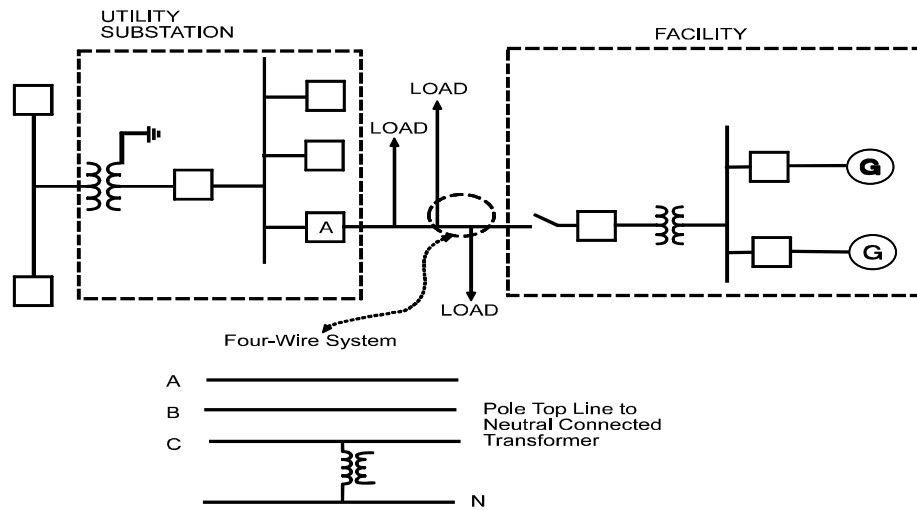 UTILITY
SUBSTATION
FACILITY
LOAD
LOAD
G
A
G
LOAD
Four-Wire System
A
B
C
Pole Top Line to
Neutral Connected
Transformer
N